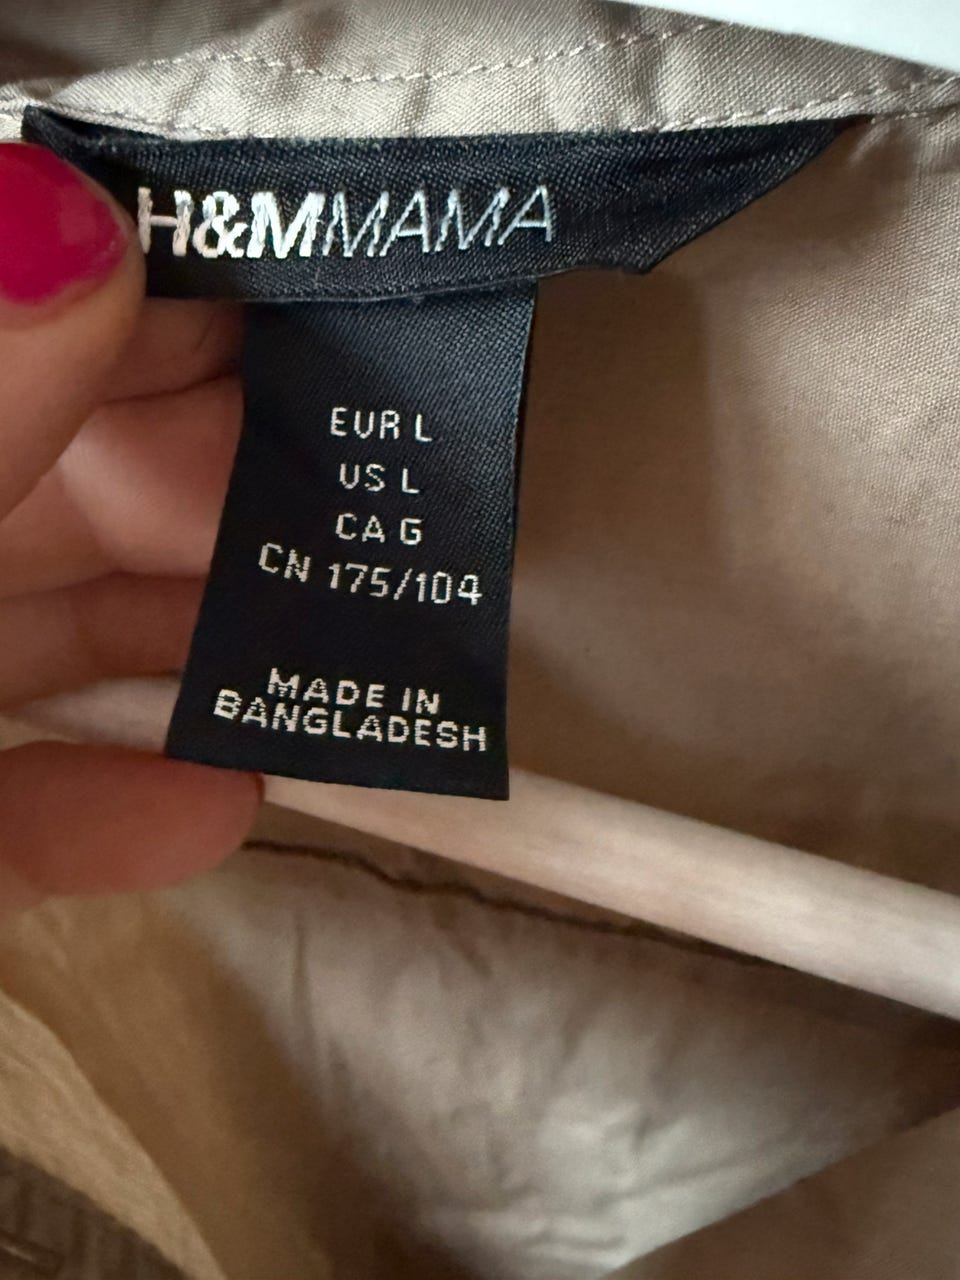 H&MMAMA
EUR L
US L
CA G
CN 175/104
MADE IN
BANGLADESH